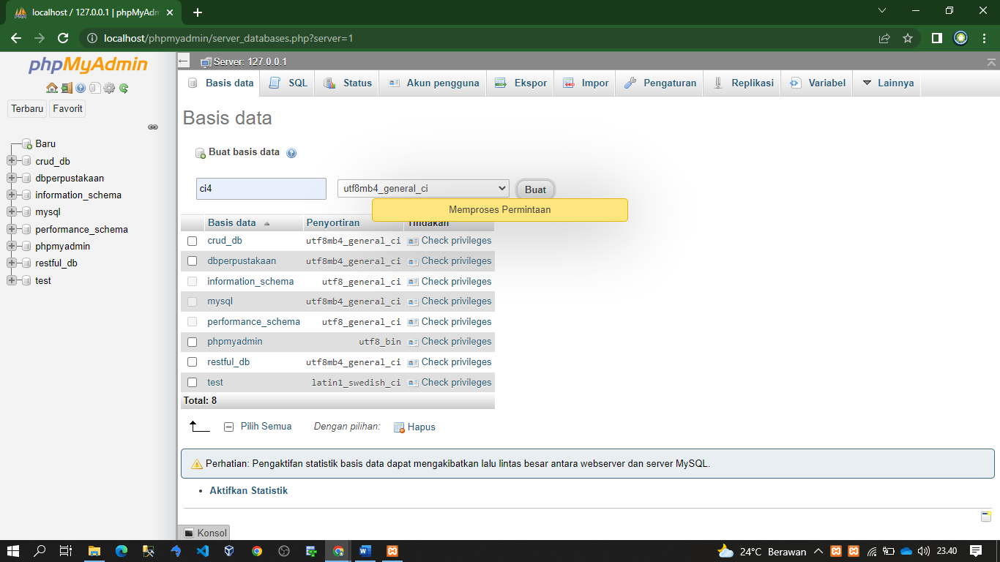 localhost / 127.0.0.1 | phpMyAdm
localhost/phpmyadmin/server_databases.php?server=1
phpMyAdmin
Terbaru Favorit
Baru
crud_db
dbperpustakaan
information_schema
mysql
performance_schema
phpmyadmin
restful_db
test
Server: 127.0.0.1
Basis data SQL Status Akun pengguna Ekspor Impor Pengaturan Replikasi Variabel Lainnya
Basis data
Buat basis data
ci4 utf8mb4_general_ci Buat
Memproses Permintaan
Basis data Penyortiran Tindakan
crud_db utf8mb4_general_ci Check privileges
dbperpustakaan utf8mb4_general_ci Check privileges
information_schema utf8_general_ci Check privileges
mysql utf8mb4_general_ci Check privileges
performance_schema utf8_general_ci Check privileges
phpmyadmin utf8_bin Check privileges
restful_db utf8mb4_general_ci Check privileges
test latin1_swedish_ci Check privileges
Total: 8
Pilih Semua Dengan pilihan: Hapus
Perhatian: Pengaktifan statistik basis data dapat mengakibatkan lalu lintas besar antara webserver dan server MySQL.
• Aktifkan Statistik
Konsol
24°C Berawan 23.40